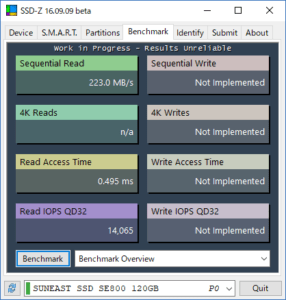 SSD-Z 16.09.09 beta
Device S.M.A.R.T. Partitions Benchmark Identify Submit About
Work in Progress - Results Unreliable
Sequential Read Sequential Write
223.0 MB/s Not Implemented
4K Reads 4K Writes
n/a Not Implemented
Read Access Time Write Access Time
0.495 ms Not Implemented
Read IOPS QD32 Write IOPS QD32
14,065 Not Implemented
Benchmark Benchmark Overview
SUNEAST SSD SE800 120GB P0 Quit